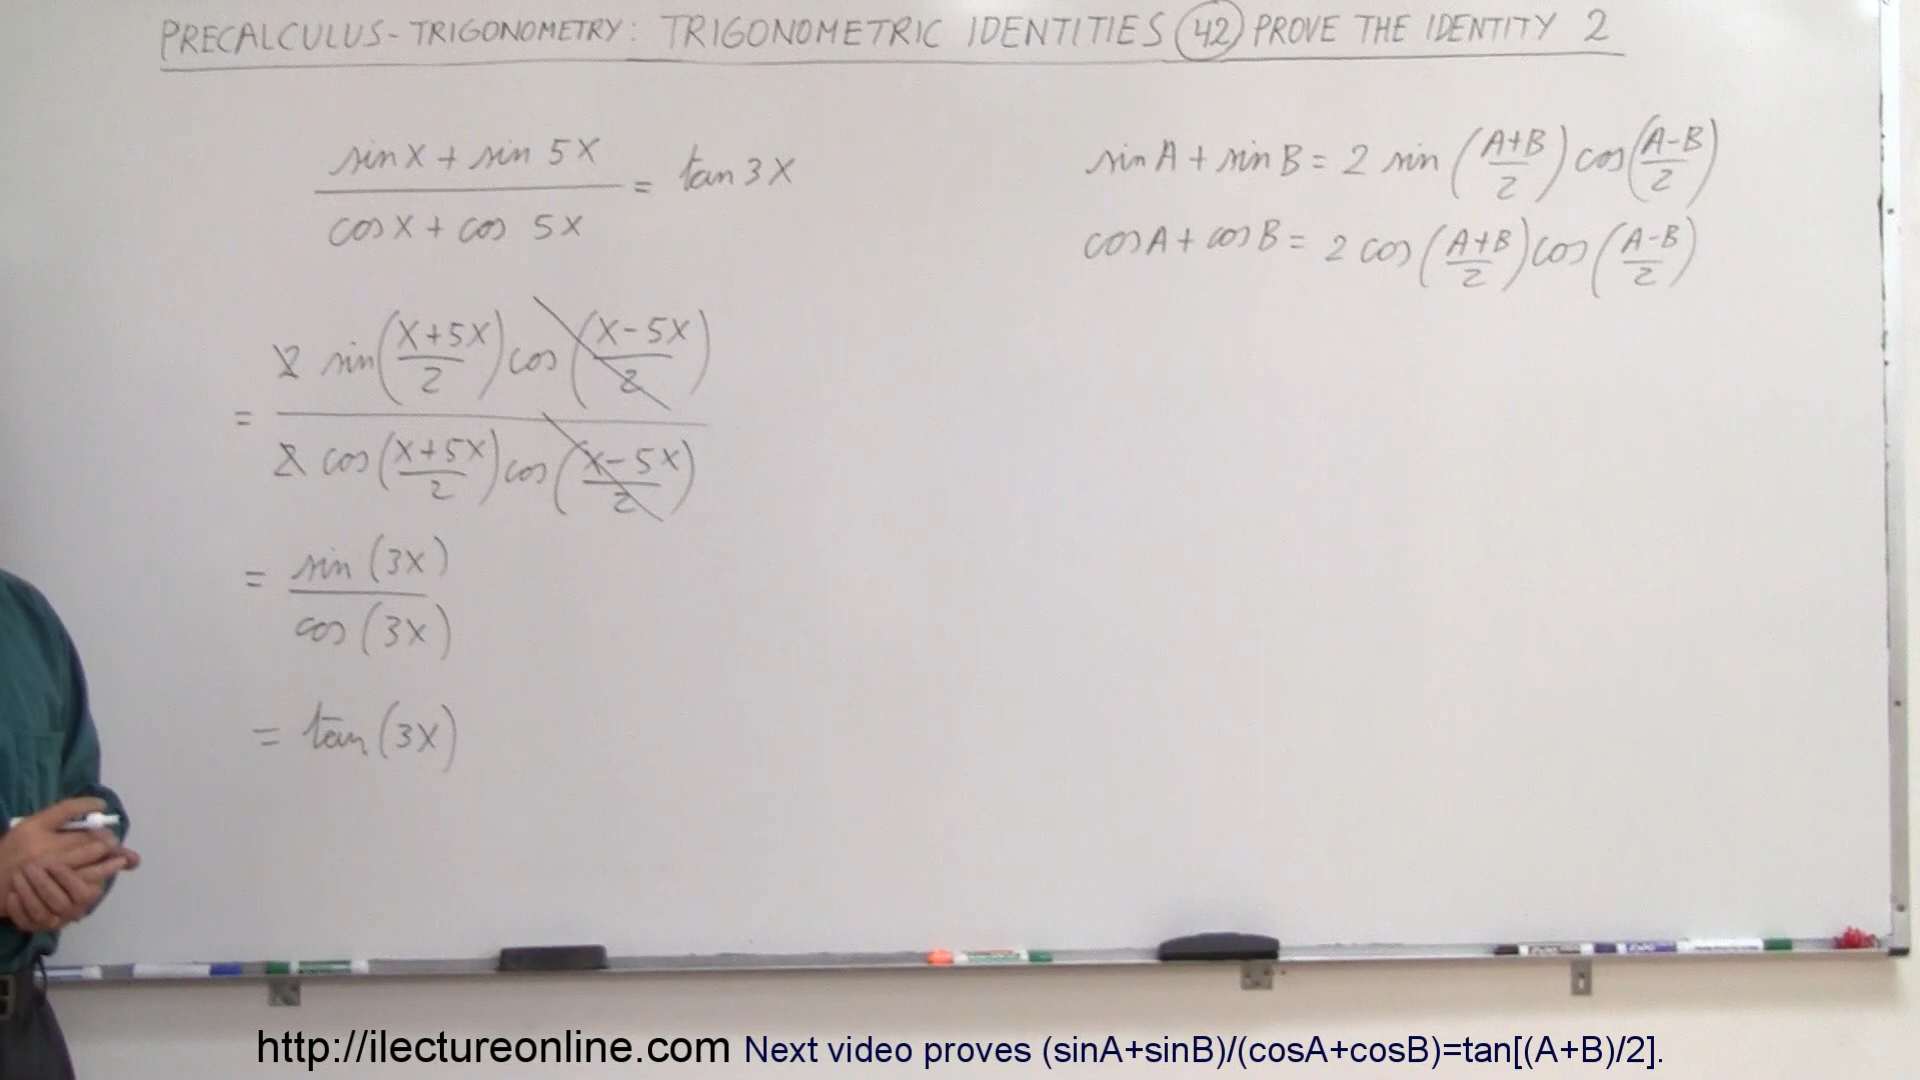 PRECALCULUS - TRIGONOMETRY: TRIGONOMETRIC IDENTITIES 42 PROVE THE IDENTITY 2
sin X + sin 5X
cos X + cos 5X
= tan 3X
sin A + sin B = 2 sin (A+B/2) cos (A-B/2)
cos A + cos B = 2 cos (A+B/2) cos (A-B/2)
2 sin (X+5X/2) cos (X-5X/2)
=
2 cos (X+5X/2) cos (X-5X/2)
= sin (3X)
cos (3X)
= tan (3X)
http://ilectureonline.com Next video proves (sinA+sinB)/(cosA+cosB)=tan[(A+B)/2].